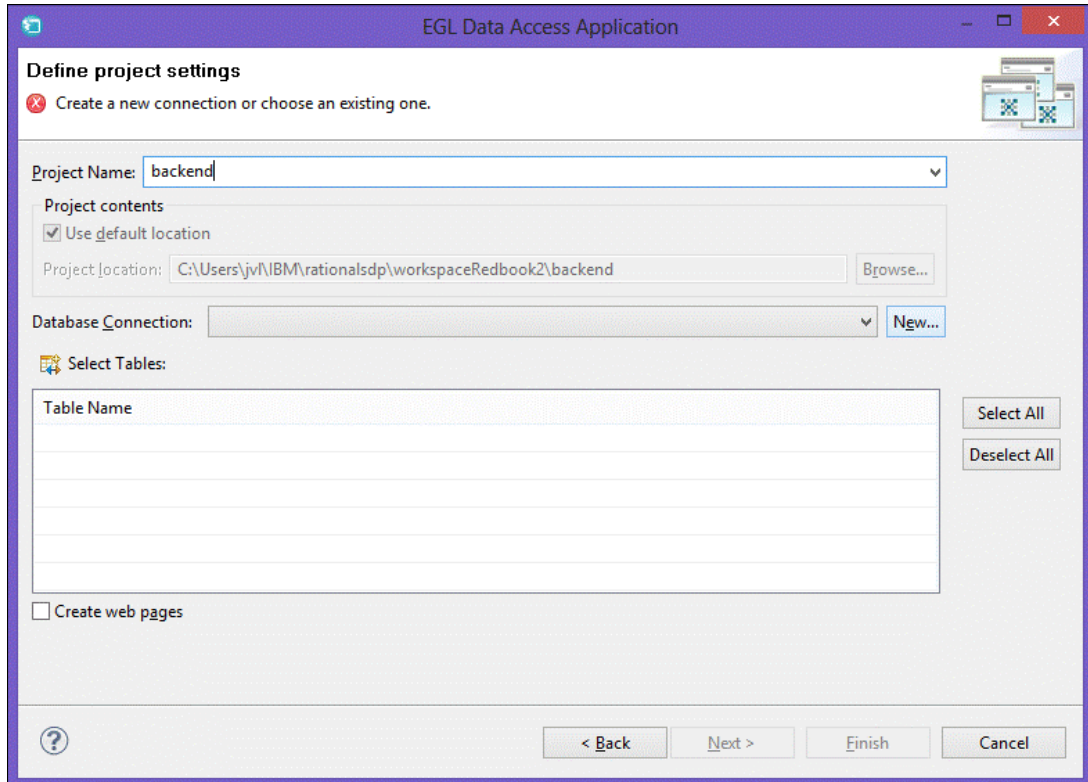 EGL Data Access Application
Define project settings
Create a new connection or choose an existing one.
Project Name: backend
Project contents
Use default location
Project location: C:\Users\jvl\IBM\rationalsdp\workspaceRedbook2\backend Browse...
Database Connection: New...
Select Tables:
Table Name
Select All
Deselect All
Create web pages
? < Back Next > Finish Cancel